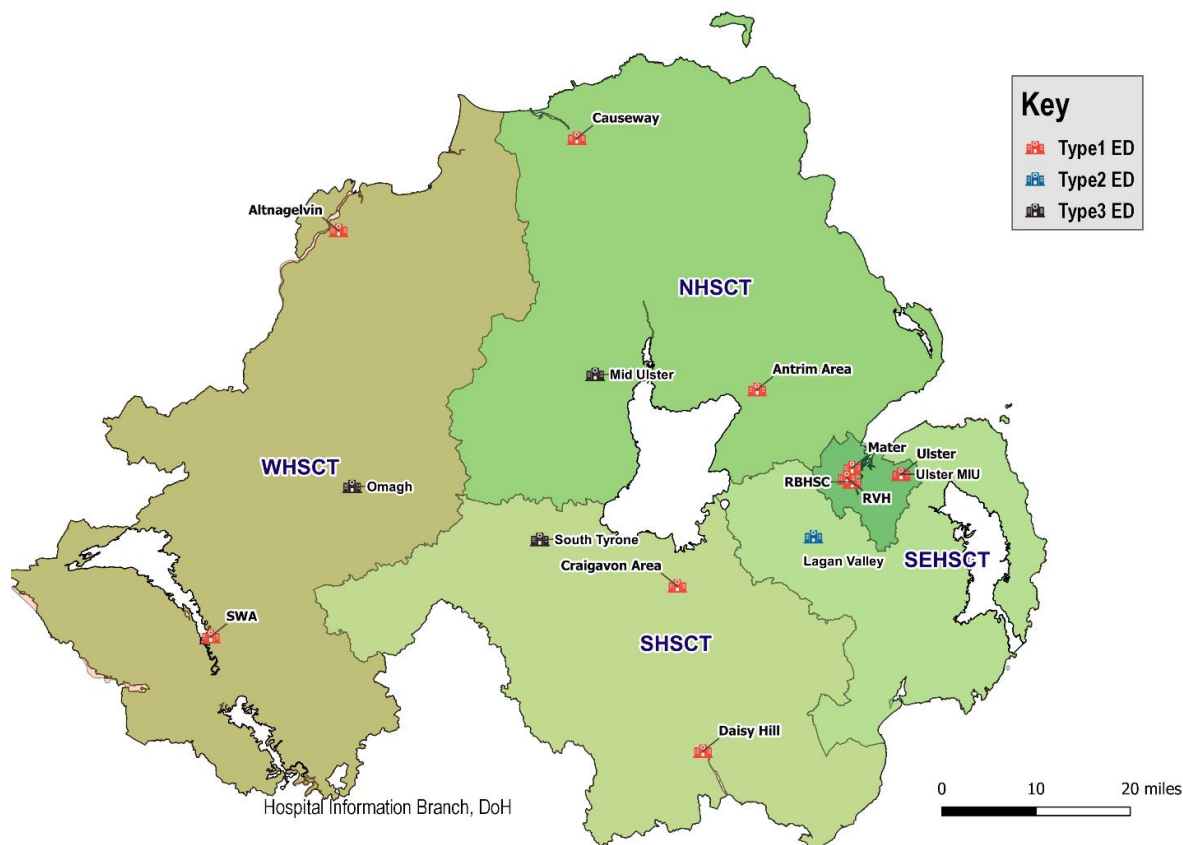 Causeway
Key
Type1 ED
Type2 ED
Type3 ED
Altnagelvin
NHSCT
Mid Ulster
Antrim Area
WHSCT
Omagh
Mater
Ulster
RBHSC
Ulster MIU
RVH
South Tyrone
Lagan Valley
SEHSCT
Craigavon Area
SWA
SHSCT
Daisy Hill
Hospital Information Branch, DoH
0 10 20 miles